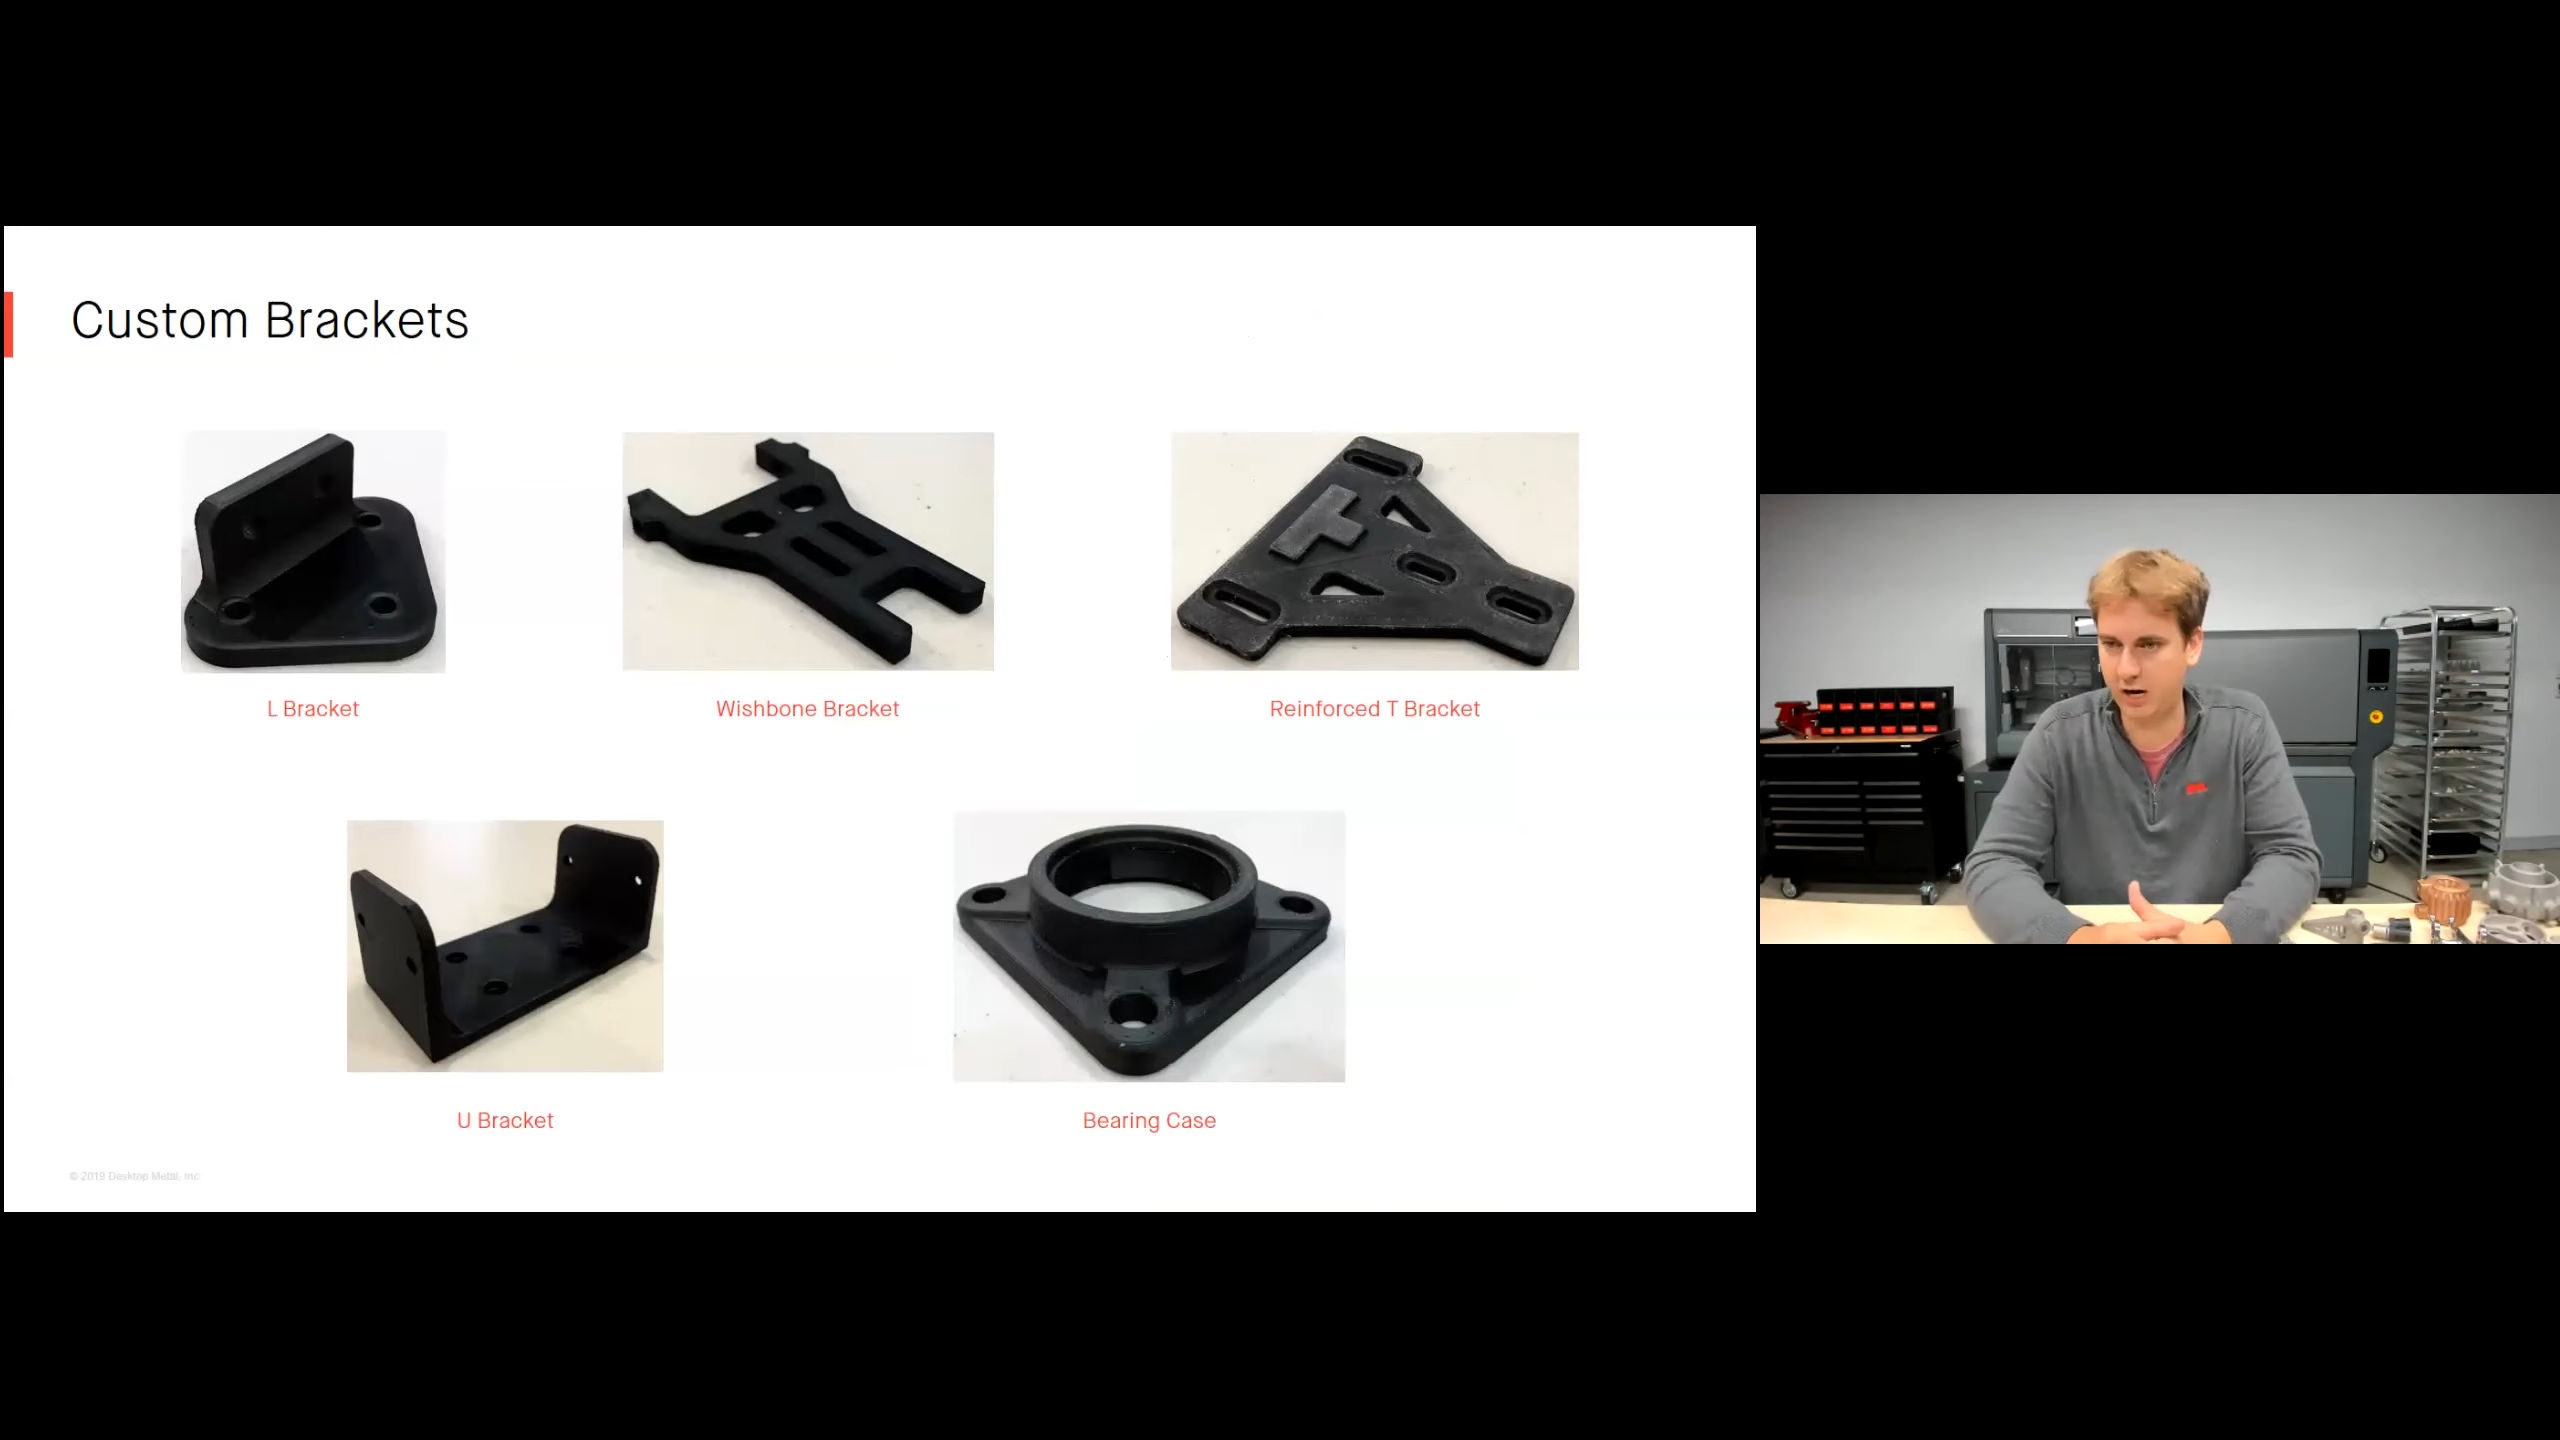 Custom Brackets
L Bracket
Wishbone Bracket
Reinforced T Bracket
U Bracket
Bearing Case
© 2019 Desktop Metal, Inc